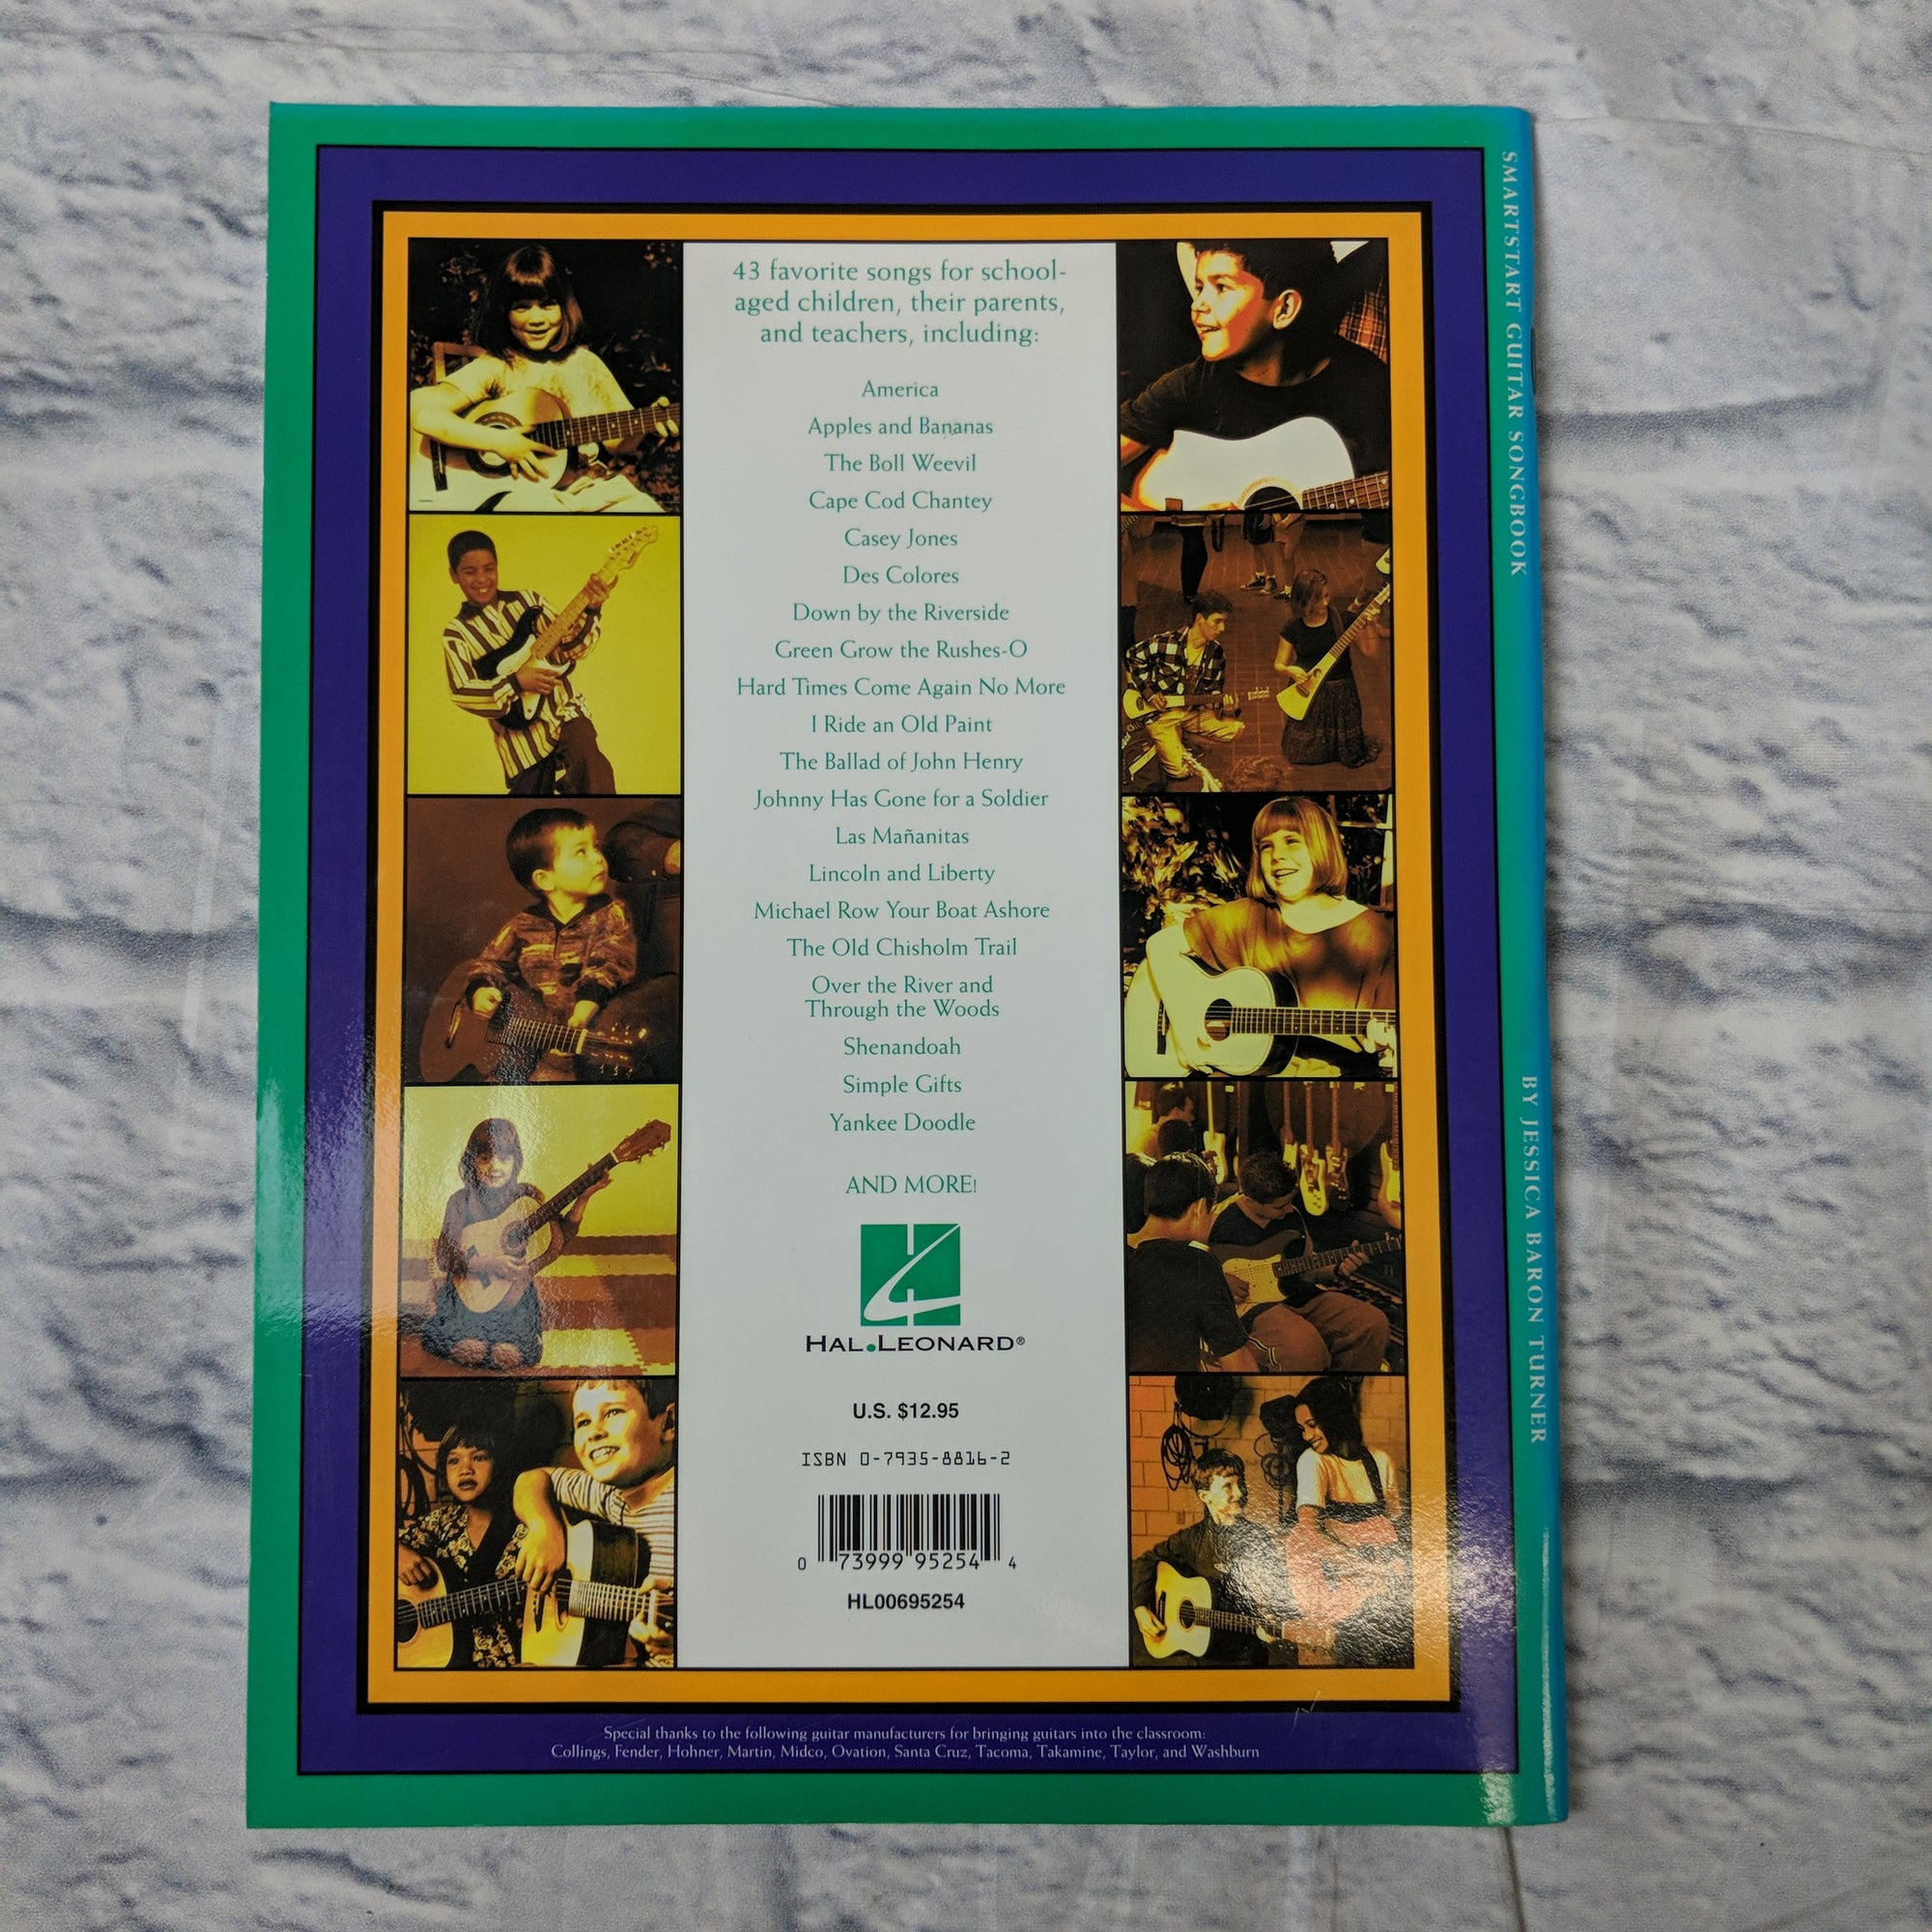 43 favorite songs for school-
aged children, their parents,
and teachers, including:
America
Apples and Bananas
The Boll Weevil
Cape Cod Chantey
Casey Jones
Des Colores
Down by the Riverside
Green Grow the Rushes-O
Hard Times Come Again No More
I Ride an Old Paint
The Ballad of John Henry
Johnny Has Gone for a Soldier
Las Mañanitas
Lincoln and Liberty
Michael Row Your Boat Ashore
The Old Chisholm Trail
Over the River and
Through the Woods
Shenandoah
Simple Gifts
Yankee Doodle
AND MORE!
HAL•LEONARD®
U.S. $12.95
ISBN 0-7935-8816-2
0 73999 95254 4
HL00695254
Special thanks to the following guitar manufacturers for bringing guitars into the classroom:
Collings, Fender, Hohner, Martin, Midco, Ovation, Santa Cruz, Tacoma, Takamine, Taylor, and Washburn
SMARTSTART GUITAR SONGBOOK
BY JESSICA BARON TURNER